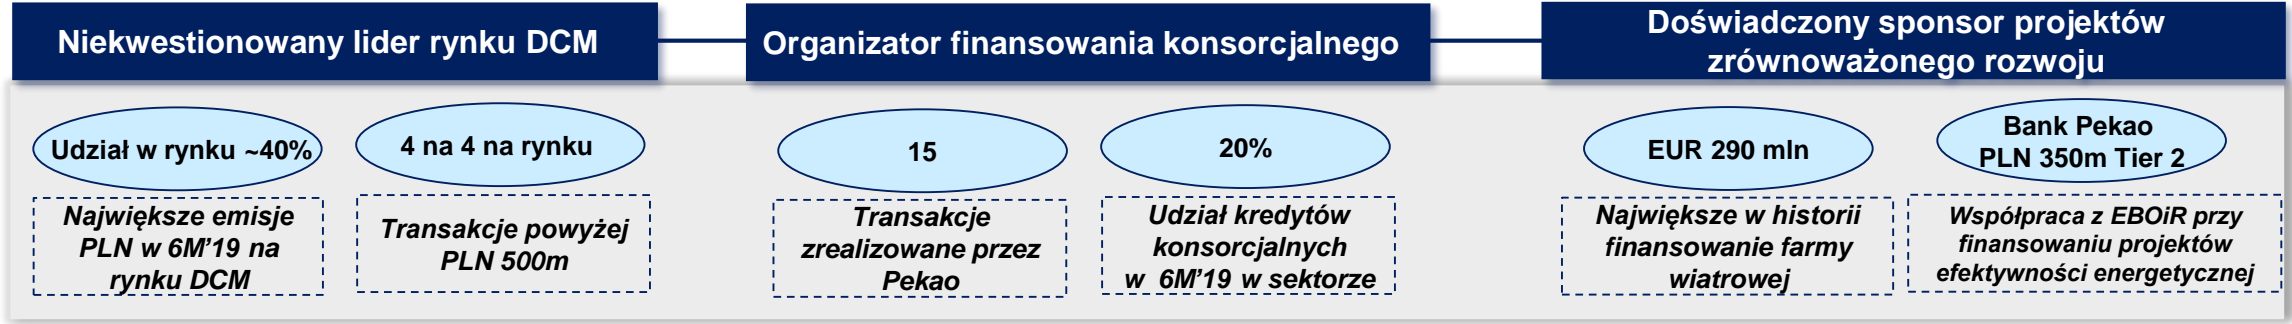 Niekwestionowany lider rynku DCM
Udział w rynku ~40%
Największe emisje
PLN w 6M’19 na
rynku DCM
4 na 4 na rynku
Transakcje powyżej
PLN 500m
Organizator finansowania konsorcjalnego
15
Transakcje
zrealizowane przez
Pekao
20%
Udział kredytów
konsorcjalnych
w 6M’19 w sektorze
Doświadczony sponsor projektów
zrównoważonego rozwoju
EUR 290 mln
Największe w historii
finansowanie farmy
wiatrowej
Bank Pekao
PLN 350m Tier 2
Współpraca z EBOiR przy
finansowaniu projektów
efektywności energetycznej